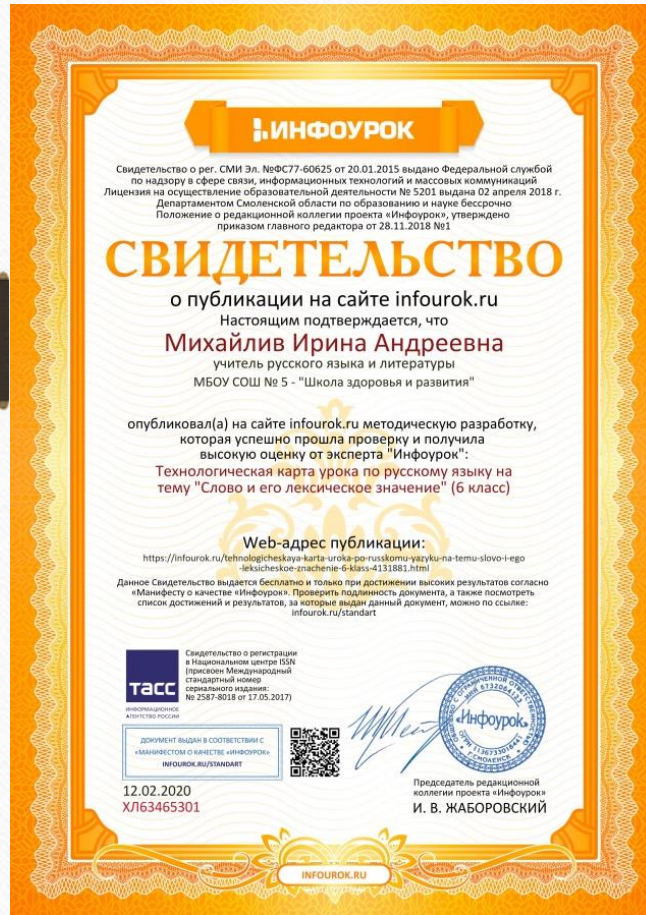 ИНФОУРОК
Свидетельство о рег. СМИ Эл. №ФС77-60625 от 20.01.2015 выдано Федеральной службой
по надзору в сфере связи, информационных технологий и массовых коммуникаций
Лицензия на осуществление образовательной деятельности № 5201 выдана 02 апреля 2018 г.
Департаментом Смоленской области по образованию и науке бессрочно
Положение о редакционной коллегии проекта «Инфоурок», утверждено
приказом главного редактора от 28.11.2018 №1
СВИДЕТЕЛЬСТВО
о публикации на сайте infourok.ru
Настоящим подтверждается, что
Михайлив Ирина Андреевна
учитель русского языка и литературы
МБОУ СОШ № 5 - "Школа здоровья и развития"
опубликовал(а) на сайте infourok.ru методическую разработку,
которая успешно прошла проверку и получила
высокую оценку от эксперта "Инфоурок":
Технологическая карта урока по русскому языку на
тему "Слово и его лексическое значение" (6 класс)
Web-адрес публикации:
https://infourok.ru/tehnologicheskaya-karta-uroka-po-russkomu-yazyku-na-temu-slovo-i-ego
-leksicheskoe-znachenie-6-klass-4131881.html
Данное Свидетельство выдается бесплатно и только при достижении высоких результатов согласно
«Манифесту о качестве «Инфоурок». Проверить подлинность документа, а также посмотреть
список достижений и результатов, за которые выдан данный документ, можно по ссылке:
infourok.ru/standart
Свидетельство о регистрации
в Национальном центре ISSN
(присвоен Международный
стандартный номер
сериального издания:
№ 2587-8018 от 17.05.2017)
ТАСС
ИНФОРМАЦИОННОЕ
АГЕНТСТВО РОССИИ
ДОКУМЕНТ ВЫДАН В СООТВЕТСТВИИ С
«МАНИФЕСТОМ О КАЧЕСТВЕ «ИНФОУРОК»
INFOUROK.RU/STANDART
«Инфоурок»
12.02.2020
ХЛ63465301
Председатель редакционной
коллегии проекта «Инфоурок»
И. В. ЖАБОРОВСКИЙ
INFOUROK.RU